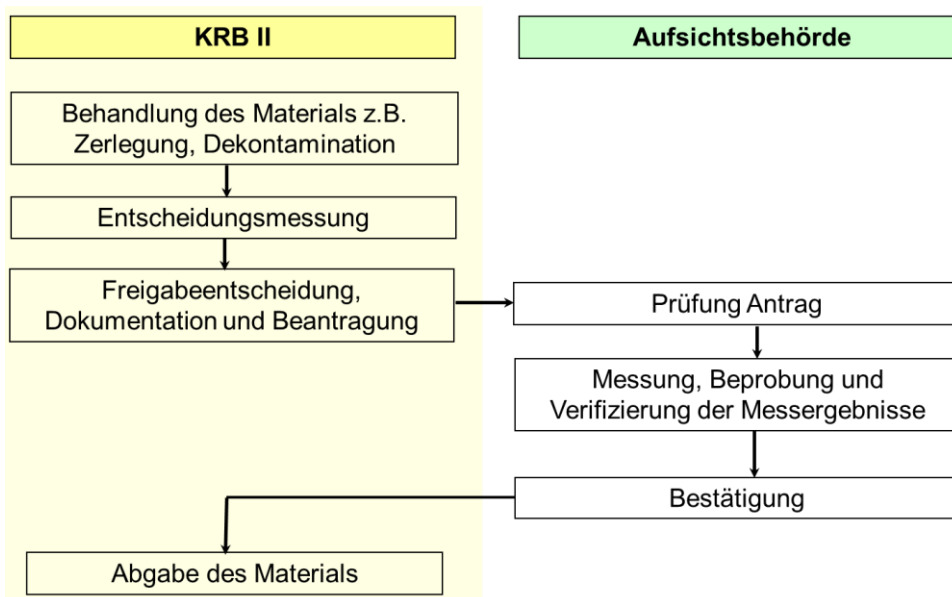 KRB II
Aufsichtsbehörde
Behandlung des Materials z.B.
Zerlegung, Dekontamination
Entscheidungsmessung
Freigabeentscheidung,
Dokumentation und Beantragung
Prüfung Antrag
Messung, Beprobung und
Verifizierung der Messergebnisse
Bestätigung
Abgabe des Materials